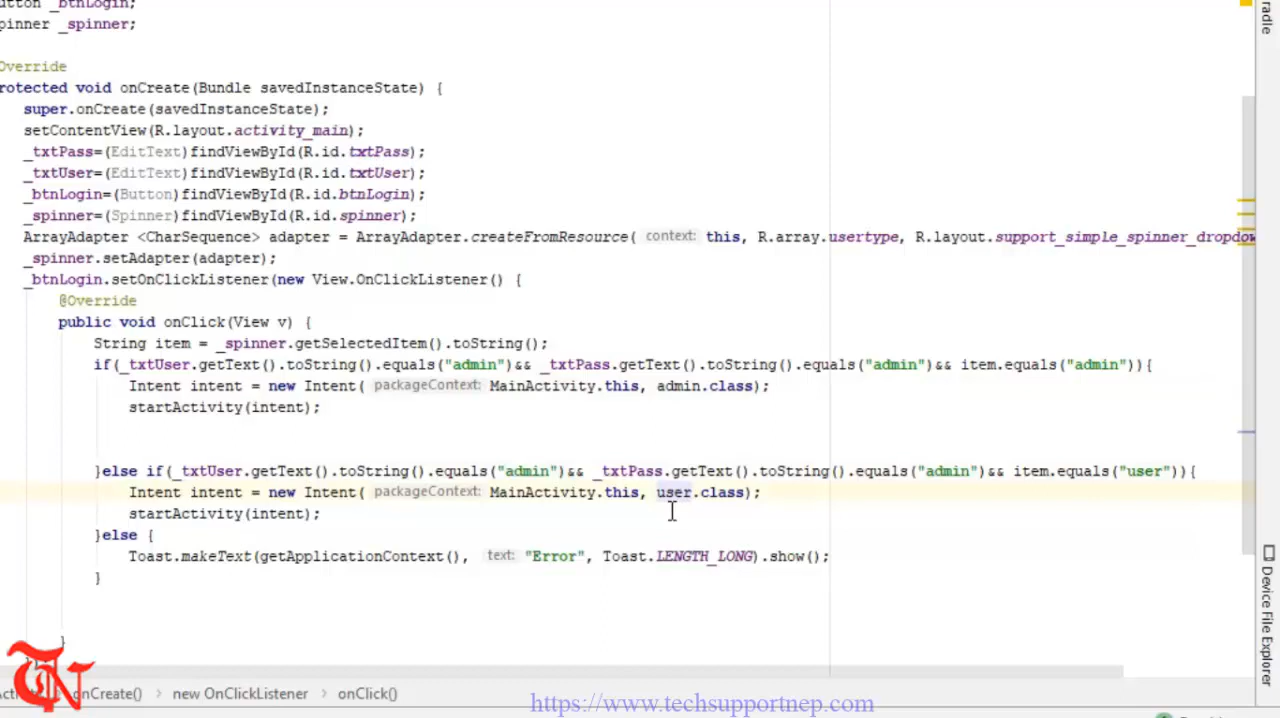 utton _btnLogin;
pinner _spinner;
Override
rotected void onCreate(Bundle savedInstanceState) {
super.onCreate(savedInstanceState);
setContentView(R.layout.activity_main);
_txtPass=(EditText)findViewById(R.id.txtPass);
_txtUser=(EditText)findViewById(R.id.txtUser);
_btnLogin=(Button)findViewById(R.id.btnLogin);
_spinner=(Spinner)findViewById(R.id.spinner);
ArrayAdapter <CharSequence> adapter = ArrayAdapter.createFromResource( context: this, R.array.usertype, R.layout.support_simple_spinner_dropdow
_spinner.setAdapter(adapter);
_btnLogin.setOnClickListener(new View.OnClickListener() {
@Override
public void onClick(View v) {
String item = _spinner.getSelectedItem().toString();
if(_txtUser.getText().toString().equals("admin")&& _txtPass.getText().toString().equals("admin")&& item.equals("admin")){
Intent intent = new Intent( packageContext: MainActivity.this, admin.class);
startActivity(intent);
}else if(_txtUser.getText().toString().equals("admin")&& _txtPass.getText().toString().equals("admin")&& item.equals("user")){
Intent intent = new Intent( packageContext: MainActivity.this, user.class);
startActivity(intent);
}else {
Toast.makeText(getApplicationContext(), text: "Error", Toast.LENGTH_LONG).show();
}
}
onCreate() › new OnClickListener › onClick()
https://www.techsupportnep.com/
TN
radle
Device File Explorer